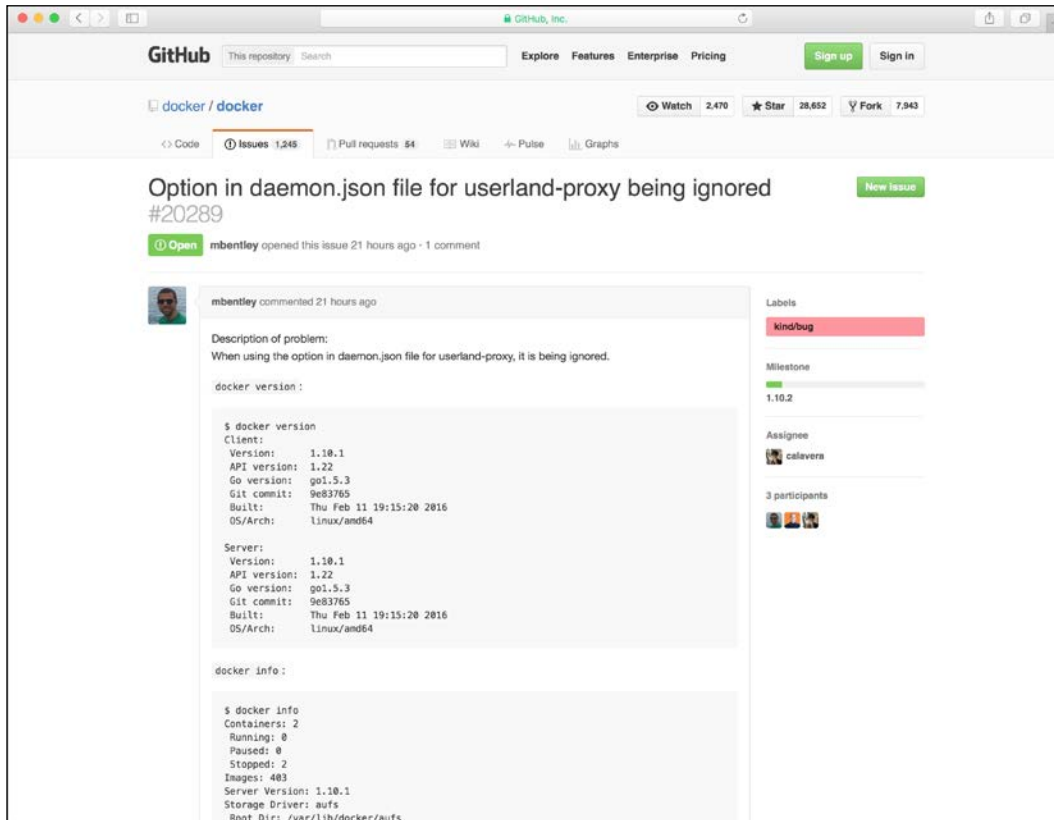 GitHub, Inc.
GitHub This repository Search Explore Features Enterprise Pricing Sign up Sign in
docker / docker Watch 2,470 Star 28,652 Fork 7,943
<> Code Issues 1,245 Pull requests 54 Wiki Pulse Graphs
Option in daemon.json file for userland-proxy being ignored New issue
#20289
Open mbentley opened this issue 21 hours ago · 1 comment
mbentley commented 21 hours ago
Description of problem:
When using the option in daemon.json file for userland-proxy, it is being ignored.
docker version :
$ docker version
Client:
Version: 1.10.1
API version: 1.22
Go version: go1.5.3
Git commit: 9e83765
Built: Thu Feb 11 19:15:20 2016
OS/Arch: linux/amd64
Server:
Version: 1.10.1
API version: 1.22
Go version: go1.5.3
Git commit: 9e83765
Built: Thu Feb 11 19:15:20 2016
OS/Arch: linux/amd64
docker info :
$ docker info
Containers: 2
Running: 0
Paused: 0
Stopped: 2
Images: 403
Server Version: 1.10.1
Storage Driver: aufs
Root Dir: /var/lib/docker/aufs
Labels
kind/bug
Milestone
1.10.2
Assignee
calavera
3 participants